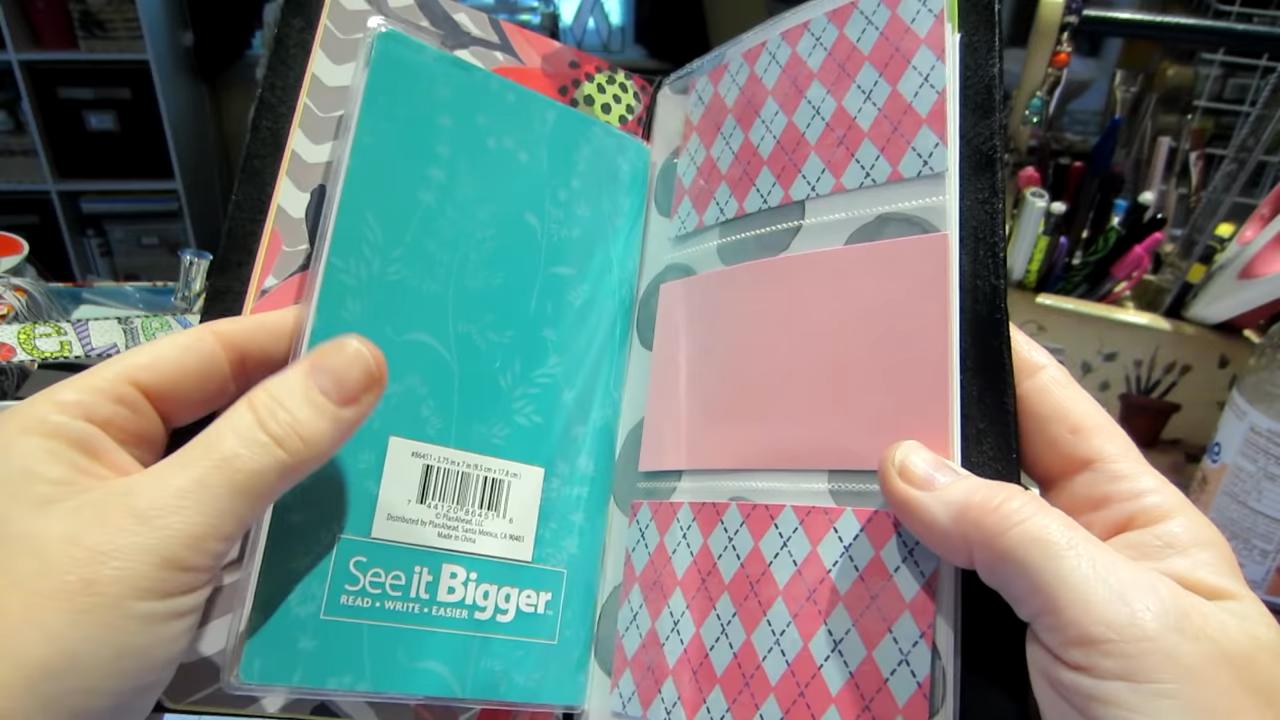 #86451 • 3.75 in x 7 in (9.5 cm x 17.8 cm)
7 44120 86451 6
© PlanAhead, LLC
Distributed by PlanAhead, Santa Monica, CA 90403
Made in China
See it Bigger
READ • WRITE • EASIER